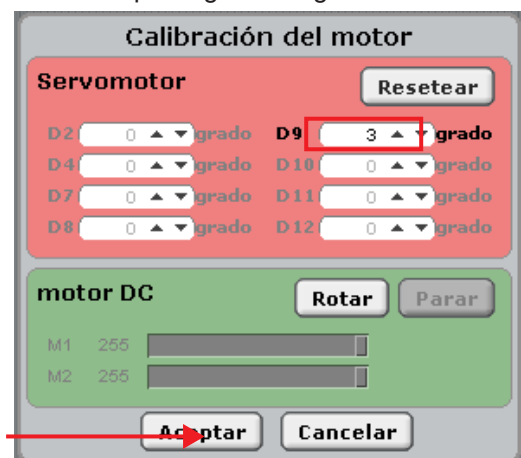 Calibración del motor
Servomotor Resetear
D2 0 grado D9 3 grado
D4 0 grado D10 0 grado
D7 0 grado D11 0 grado
D8 0 grado D12 0 grado
motor DC Rotar Parar
M1 255
M2 255
Aceptar Cancelar